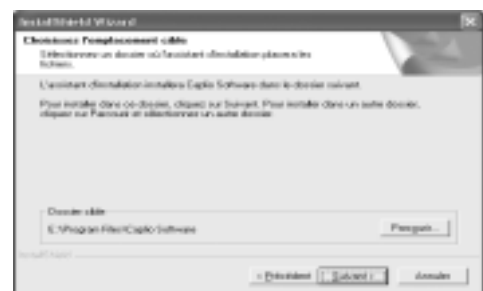 InstallShield Wizard
Choisissez l'emplacement cible
Sélectionnez un dossier où l'assistant d'installation placera les
fichiers.
L'assistant d'installation installera Caplio Software dans le dossier suivant.
Pour installer dans ce dossier, cliquez sur Suivant. Pour installer dans un autre dossier,
cliquez sur Parcourir et sélectionnez un autre dossier.
Dossier cible
E:\Program Files\Caplio Software
Parcourir...
InstallShield
< Précédent
Suivant >
Annuler